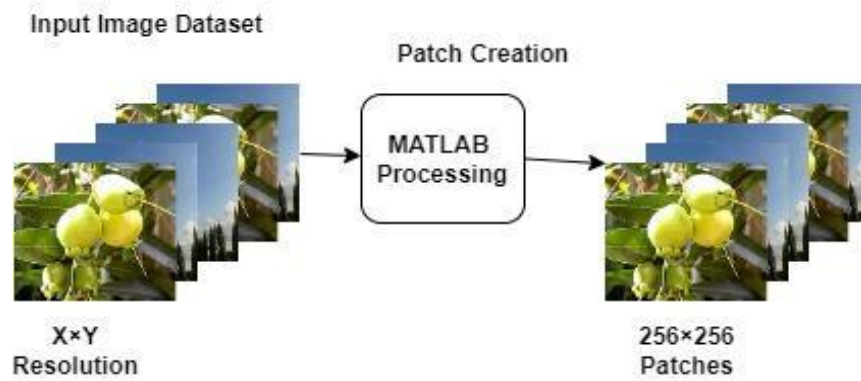 Input Image Dataset
Patch Creation
MATLAB
Processing
X×Y
Resolution
256×256
Patches